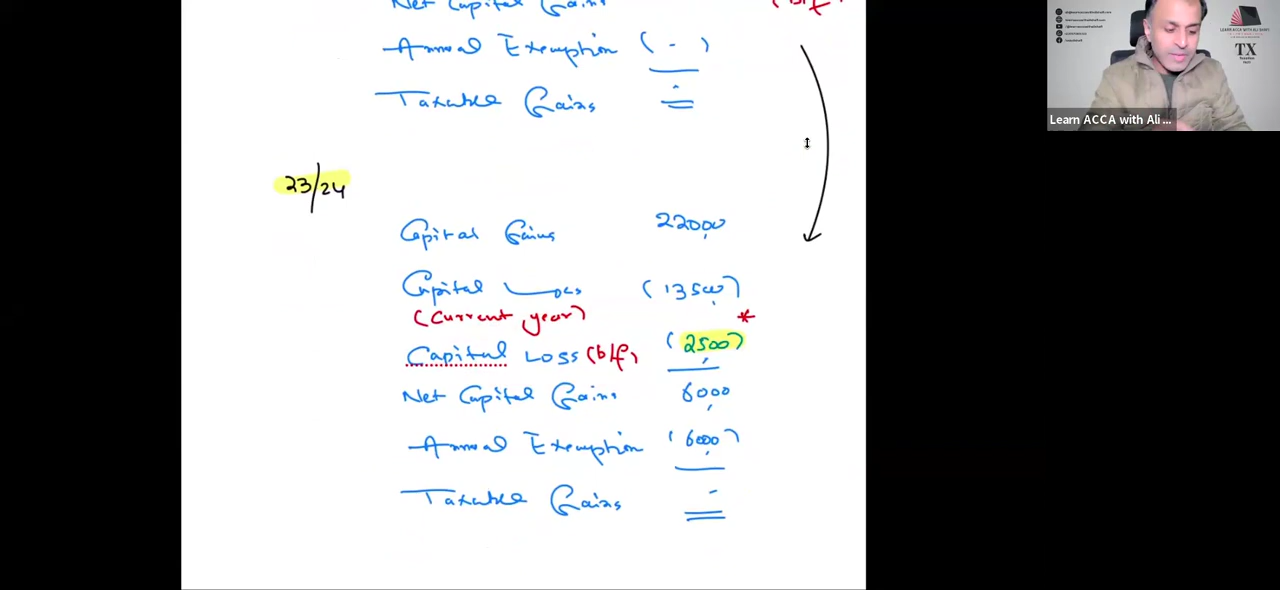 Net Capital Gains
Annual Exemption ( - )
Taxable Gains -
23/24
Capital Gains 22000
Capital Loss (13500)
(Current year) *
Capital Loss (b/f) (2500)
Net Capital Gains 6000
Annual Exemption (6000)
Taxable Gains -
Learn ACCA with Ali ...
TX